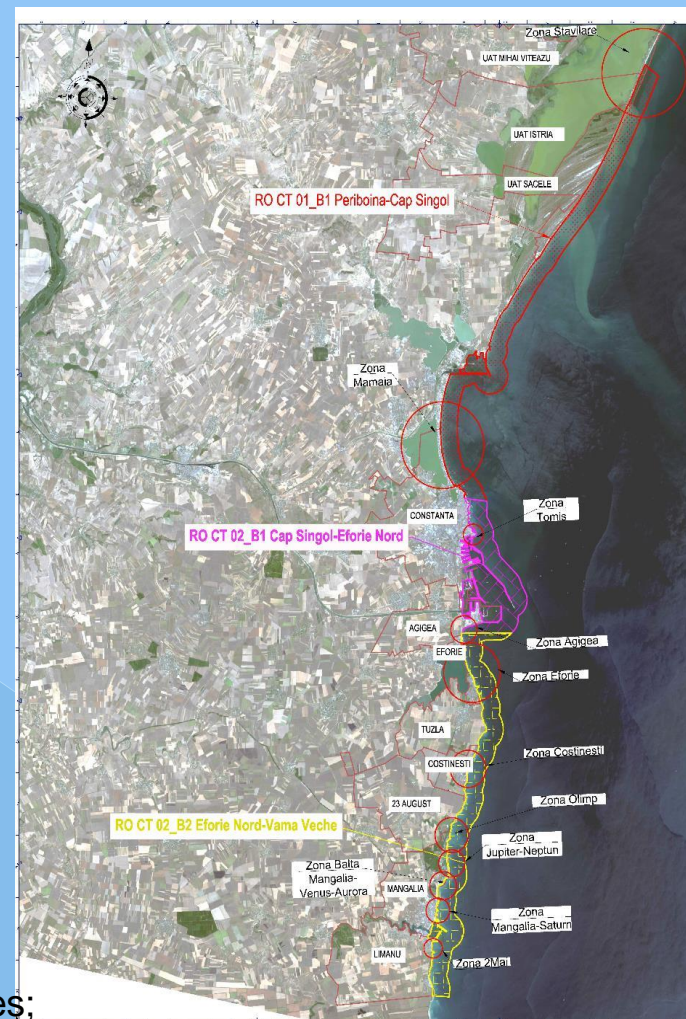 Zona Stavilare
UAT MIHAI VITEAZU
UAT ISTRIA
UAT SACELE
RO CT 01_B1 Periboina-Cap Singol
Zona
Mamaia
CONSTANTA
Zona
Tomis
RO CT 02_B1 Cap Singol-Eforie Nord
AGIGEA
Zona Agigea
EFORIE
Zona Eforie
TUZLA
COSTINESTI
Zona Costinesti
23 AUGUST
Zona Olimp
RO CT 02_B2 Eforie Nord-Vama Veche
Zona
Jupiter-Neptun
Zona Balta
Mangalia-
Venus-Aurora
MANGALIA
Zona
Mangalia-Saturn
LIMANU
Zona 2Mai
es;